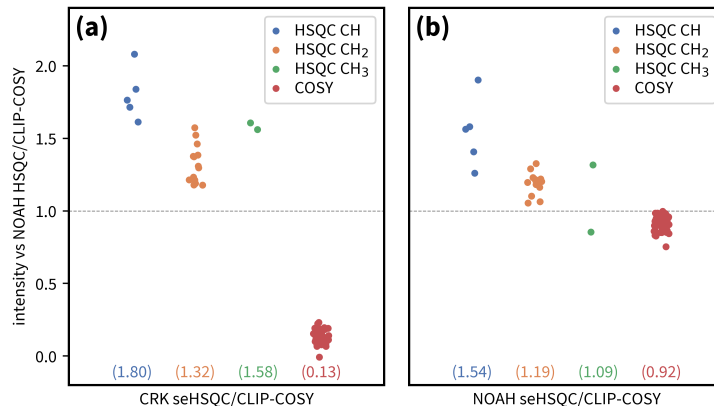 (a)
HSQC CH
HSQC CH₂
HSQC CH₃
COSY
(b)
HSQC CH
HSQC CH₂
HSQC CH₃
COSY
intensity vs NOAH HSQC/CLIP-COSY
2.0
1.5
1.0
0.5
0.0
(1.80) (1.32) (1.58) (0.13)
(1.54) (1.19) (1.09) (0.92)
CRK seHSQC/CLIP-COSY
NOAH seHSQC/CLIP-COSY